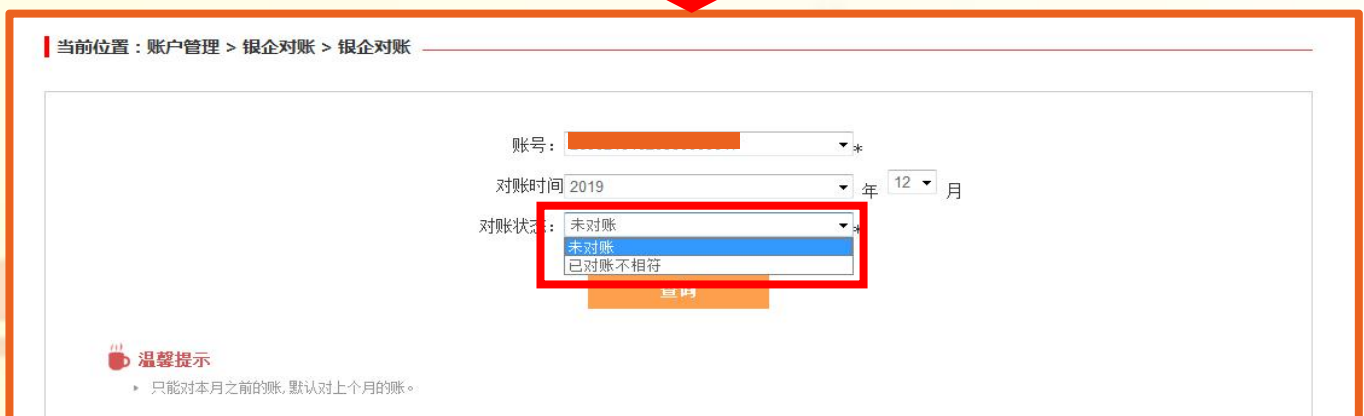 当前位置：账户管理 > 银企对账 > 银企对账
账号： *
对账时间 2019 年 12 月
对账状态： 未对账 *
未对账
已对账不相符
查询
温馨提示
只能对本月之前的账,默认对上个月的账。